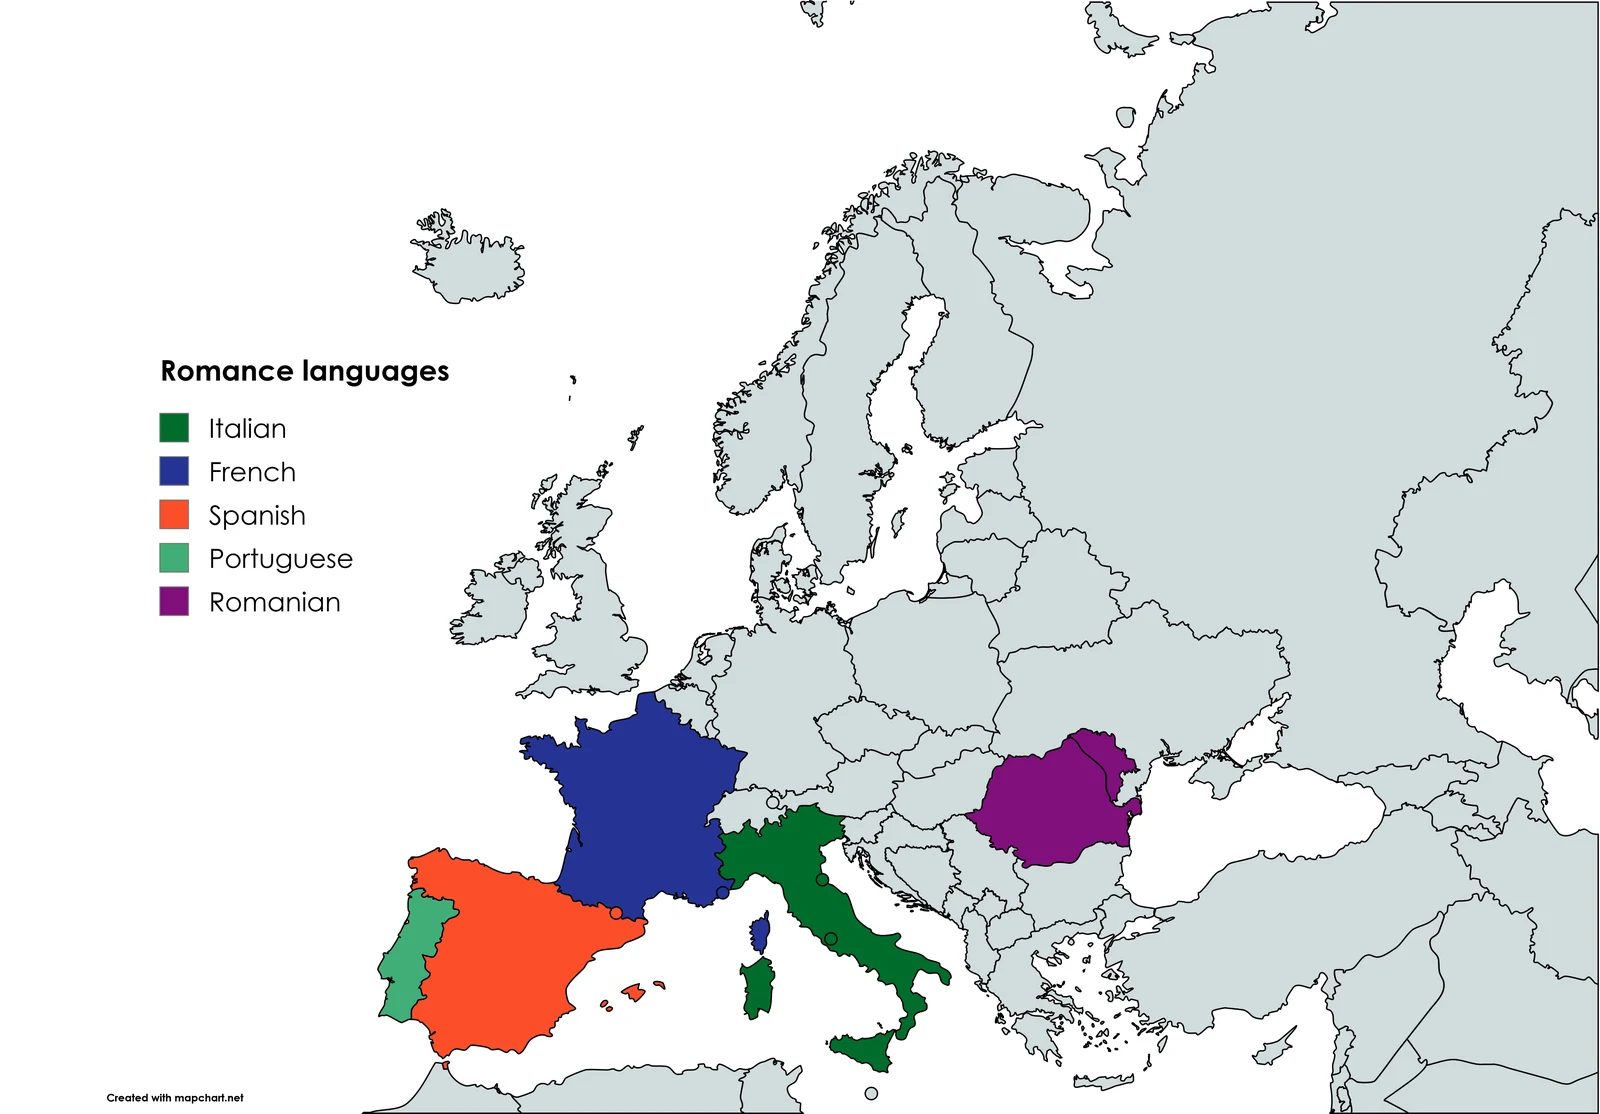 Romance languages
Italian
French
Spanish
Portuguese
Romanian
Created with mapchart.net